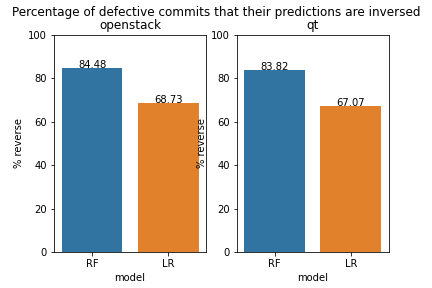 Percentage of defective commits that their predictions are inversed
openstack
100
80
60
40
20
0
% reverse
84.48
68.73
RF
LR
model
qt
100
80
60
40
20
0
% reverse
83.82
67.07
RF
LR
model